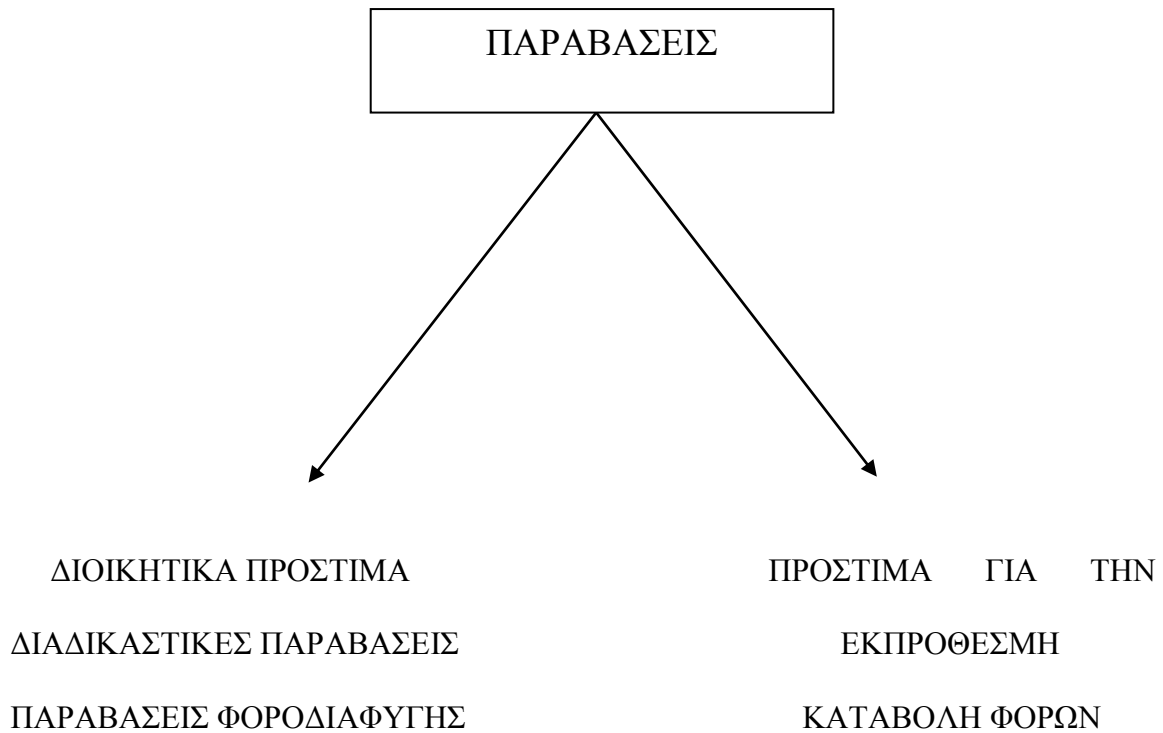 ΠΑΡΑΒΑΣΕΙΣ
ΔΙΟΙΚΗΤΙΚΑ ΠΡΟΣΤΙΜΑ
ΔΙΑΔΙΚΑΣΤΙΚΕΣ ΠΑΡΑΒΑΣΕΙΣ
ΠΑΡΑΒΑΣΕΙΣ ΦΟΡΟΔΙΑΦΥΓΗΣ
ΠΡΟΣΤΙΜΑ ΓΙΑ ΤΗΝ
ΕΚΠΡΟΘΕΣΜΗ
ΚΑΤΑΒΟΛΗ ΦΟΡΩΝ